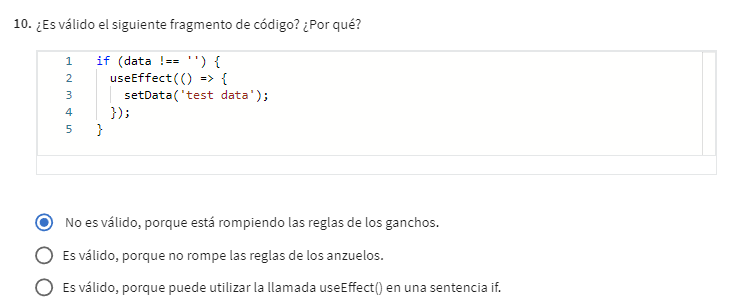 10. ¿Es válido el siguiente fragmento de código? ¿Por qué?
1 if (data !== '') {
2 useEffect(() => {
3 setData('test data');
4 });
5 }
No es válido, porque está rompiendo las reglas de los ganchos.
Es válido, porque no rompe las reglas de los anzuelos.
Es válido, porque puede utilizar la llamada useEffect() en una sentencia if.